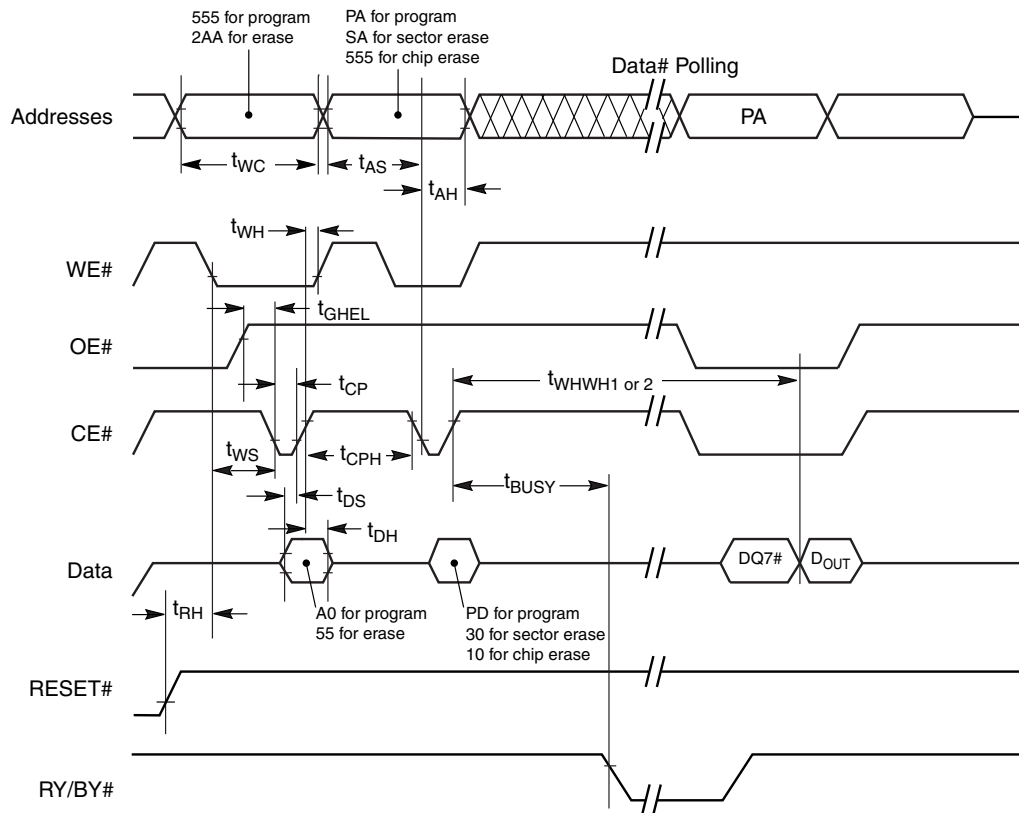 555 for program
2AA for erase
PA for program
SA for sector erase
555 for chip erase
Data# Polling
Addresses
PA
tWC
tAS
tAH
tWH
WE#
tGHEL
OE#
tCP
tWHWH1 or 2
CE#
tWS
tCPH
tBUSY
tDS
tDH
Data
DQ7#
DOUT
tRH
A0 for program
55 for erase
PD for program
30 for sector erase
10 for chip erase
RESET#
RY/BY#